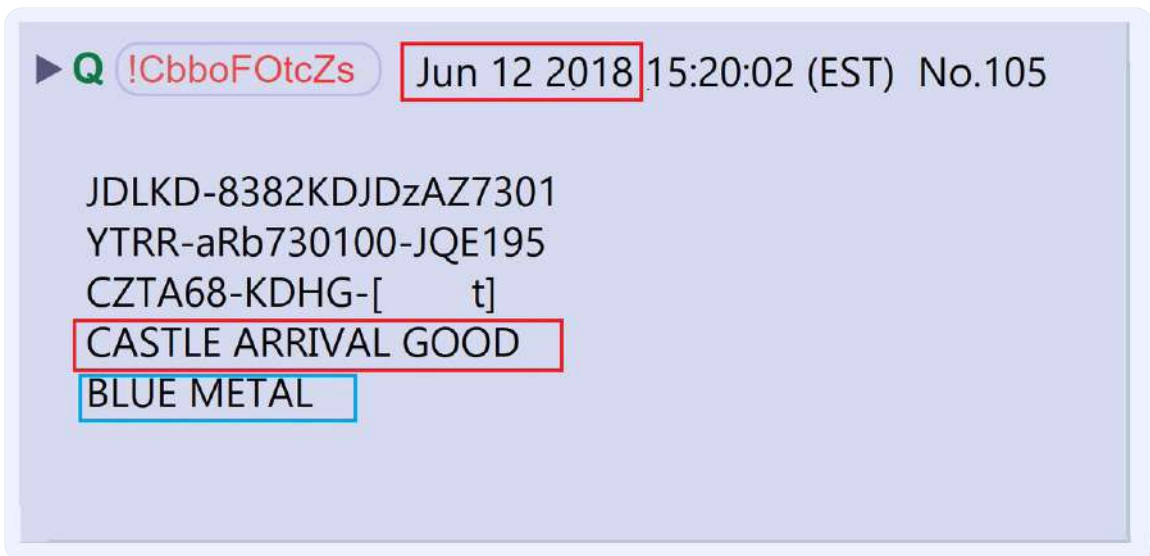 ▶ Q !CbboFOtcZs Jun 12 2018 15:20:02 (EST) No.105
JDLKD-8382KDJDzAZ7301
YTRR-aRb730100-JQE195
CZTA68-KDHG-[ t]
CASTLE ARRIVAL GOOD
BLUE METAL